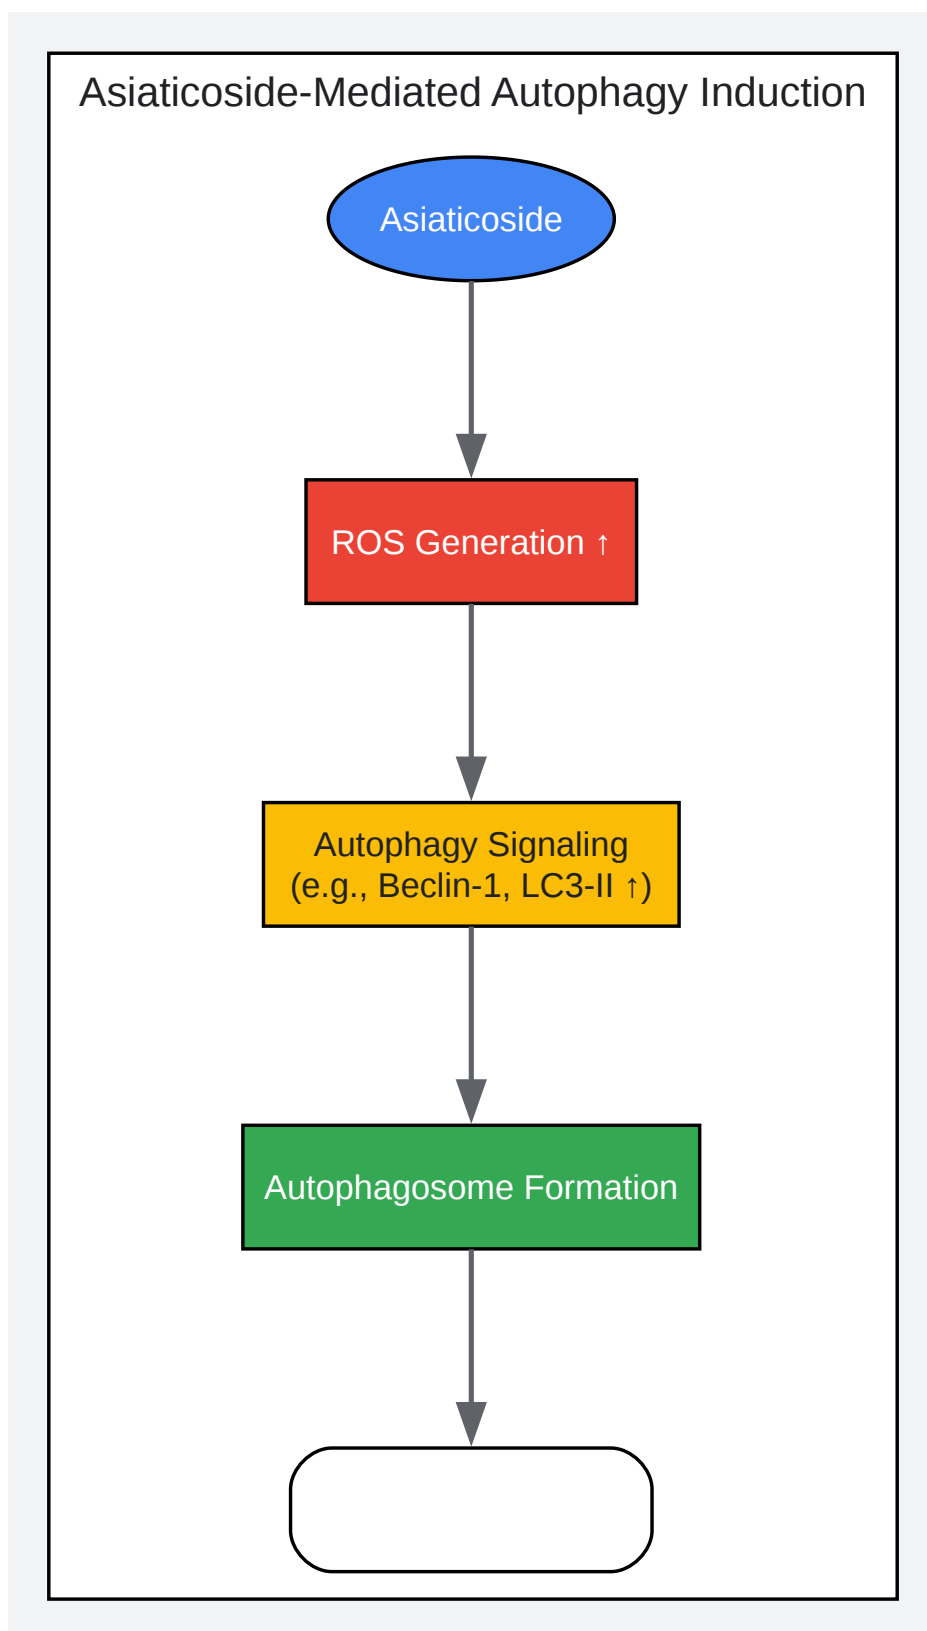 Asiaticoside-Mediated Autophagy Induction
Asiaticoside
ROS Generation ↑
Autophagy Signaling
(e.g., Beclin-1, LC3-II ↑)
Autophagosome Formation